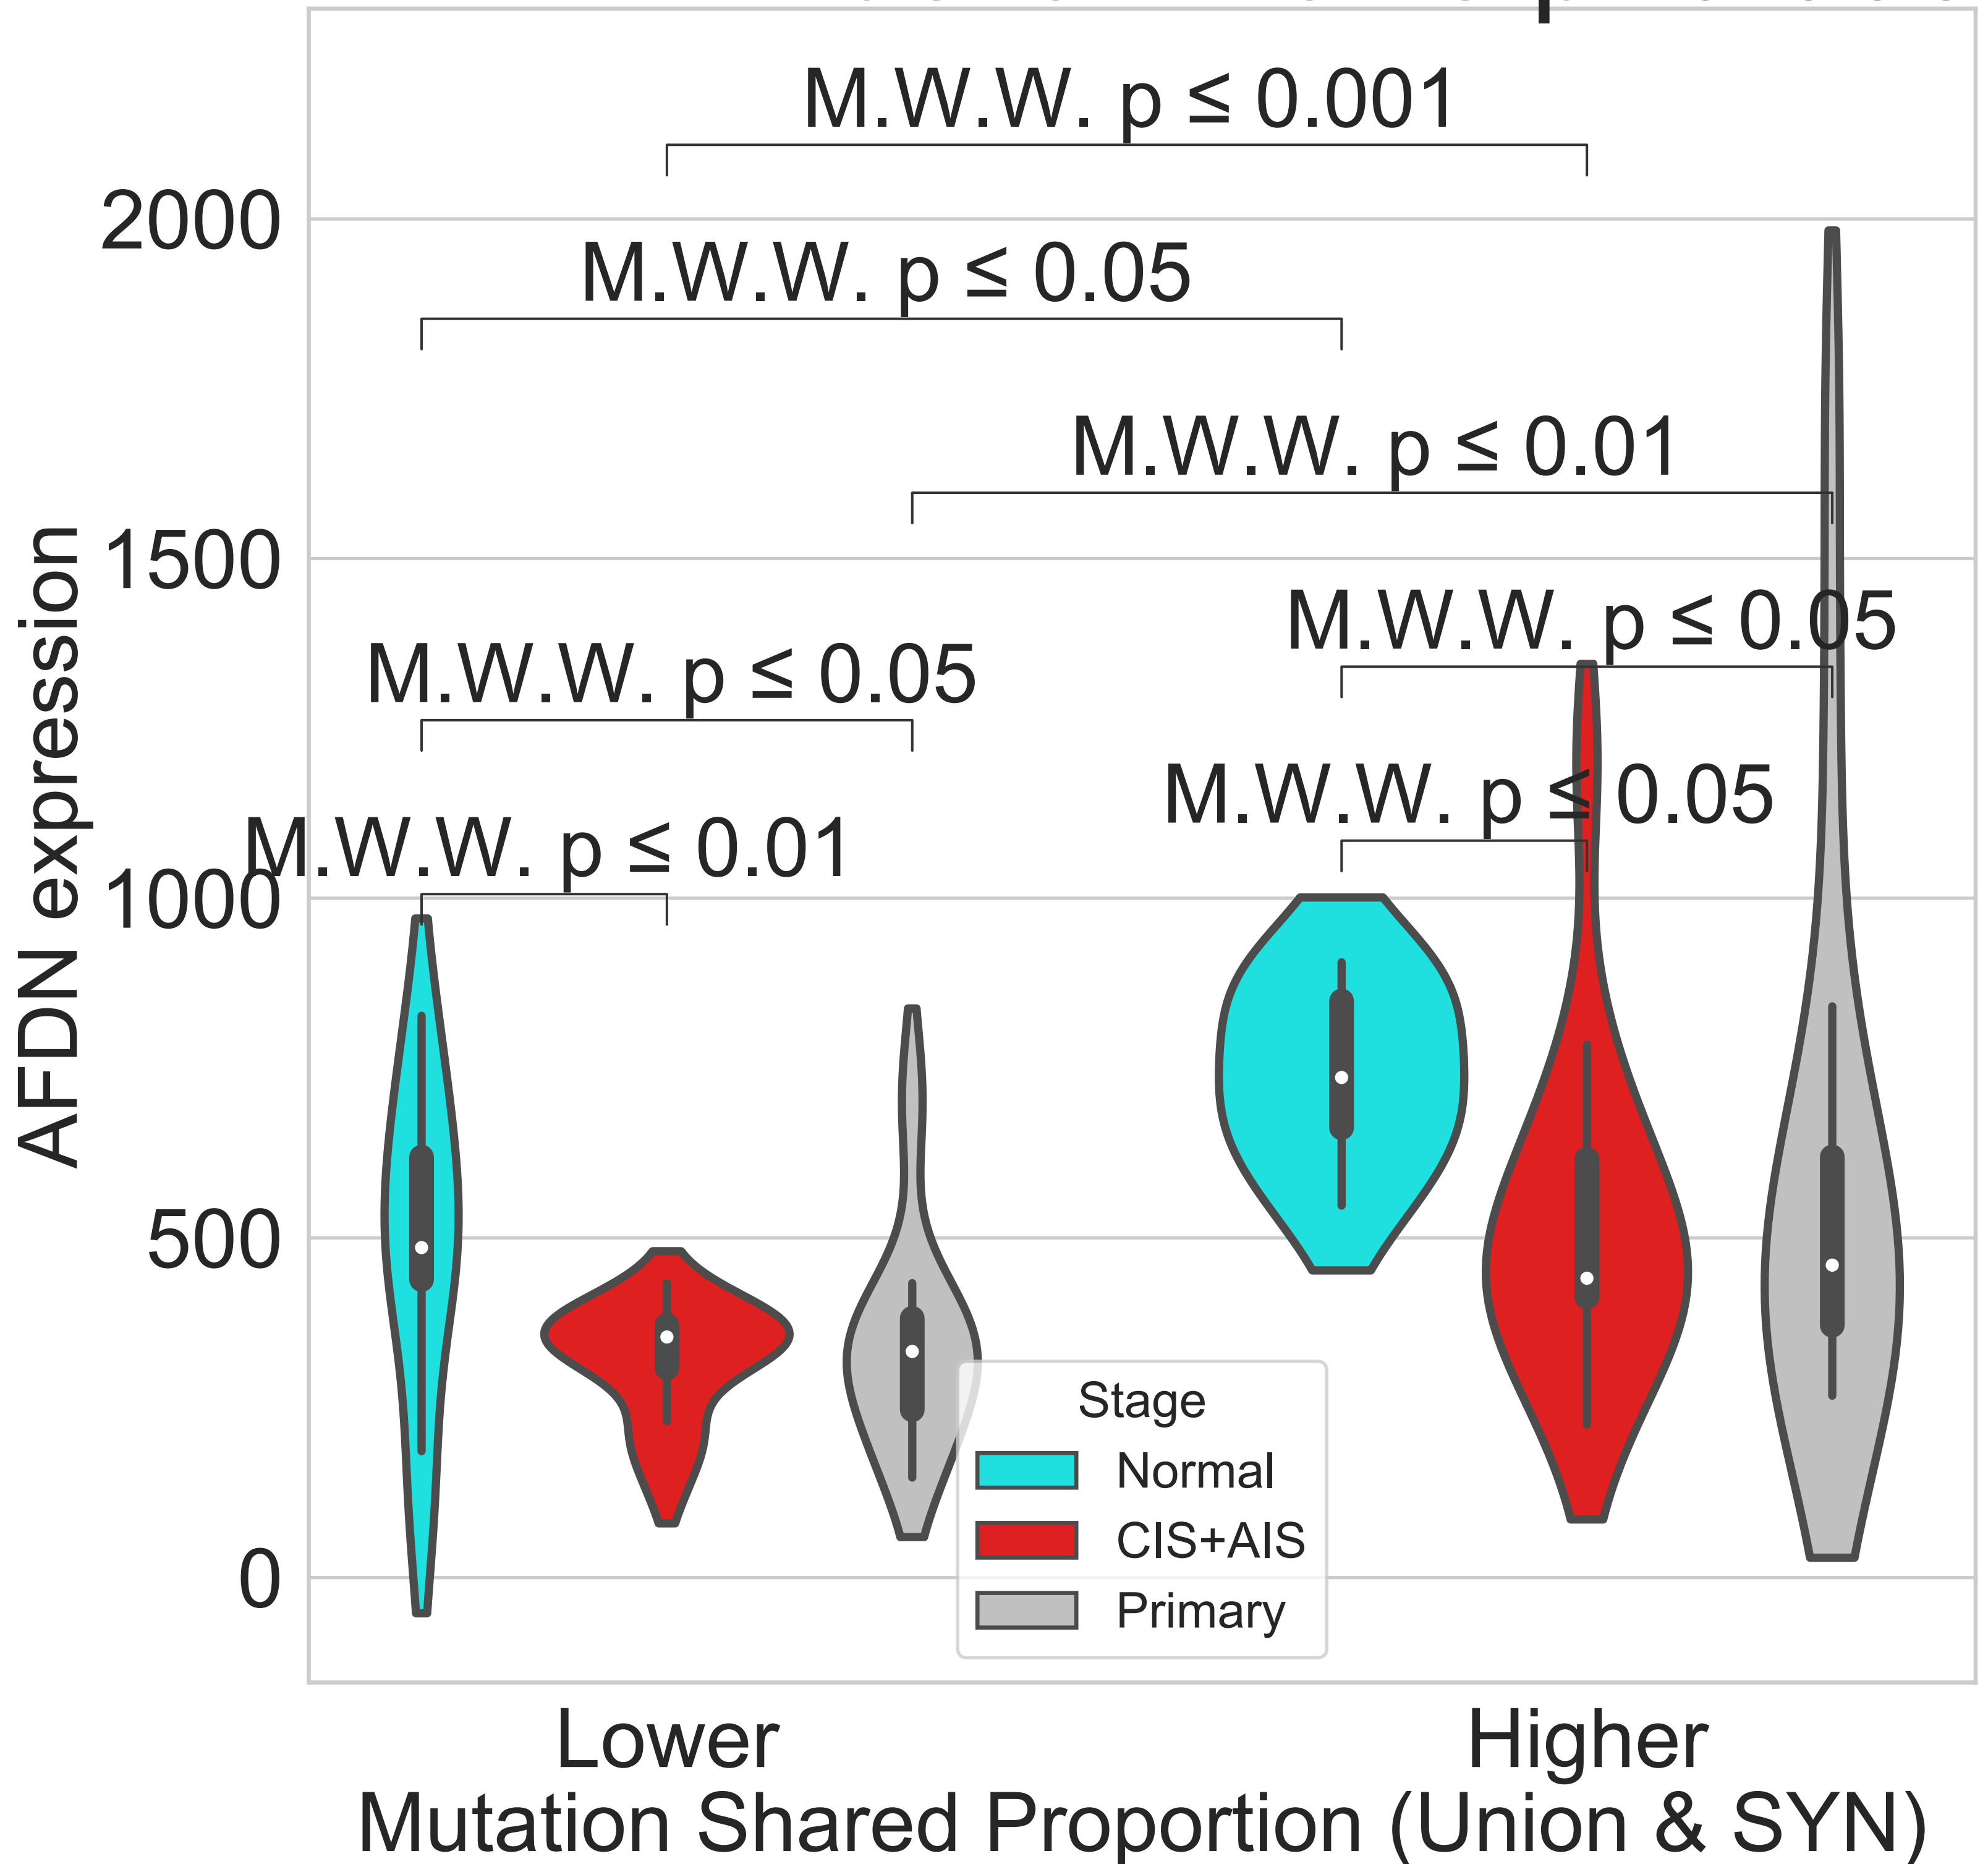 M.W.W. p ≤ 0.001
2000
M.W.W. p ≤ 0.05
M.W.W. p ≤ 0.01
1500
M.W.W. p ≤ 0.05
M.W.W. p ≤ 0.05
M.W.W. p ≤ 0.05
M.W.W. p ≤ 0.01
1000
AFDN expression
500
0
Stage
Normal
CIS+AIS
Primary
Lower
Higher
Mutation Shared Proportion (Union & SYN)